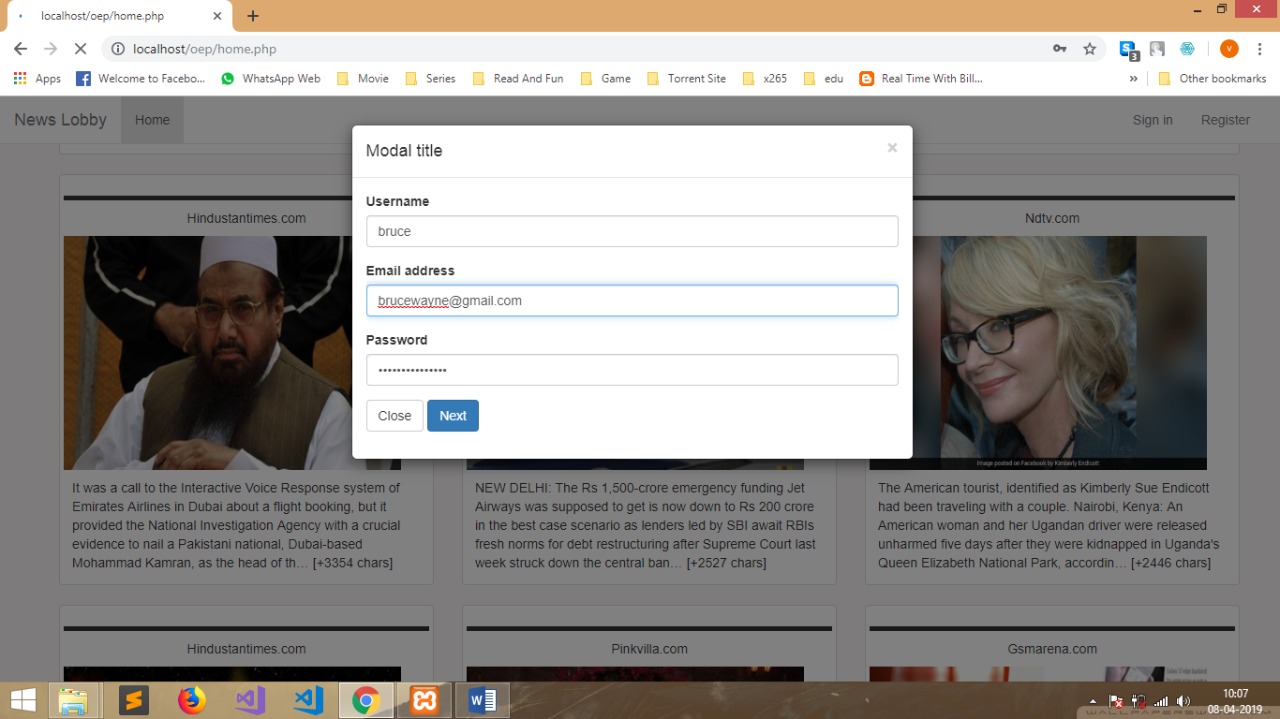 localhost/oep/home.php
localhost/oep/home.php
3
V
Apps Welcome to Facebo... WhatsApp Web Movie Series Read And Fun Game Torrent Site x265 edu Real Time With Bill... » Other bookmarks
News Lobby Home Sign in Register
Modal title ×
Username
bruce
Email address
brucewayne@gmail.com
Password
•••••••••••••••
Close Next
Hindustantimes.com
It was a call to the Interactive Voice Response system of
Emirates Airlines in Dubai about a flight booking, but it
provided the National Investigation Agency with a crucial
evidence to nail a Pakistani national, Dubai-based
Mohammad Kamran, as the head of th… [+3354 chars]
NEW DELHI: The Rs 1,500-crore emergency funding Jet
Airways was supposed to get is now down to Rs 200 crore
in the best case scenario as lenders led by SBI await RBIs
fresh norms for debt restructuring after Supreme Court last
week struck down the central ban… [+2527 chars]
Ndtv.com
Image posted on Facebook by Kimberly Endicott
The American tourist, identified as Kimberly Sue Endicott
had been traveling with a couple. Nairobi, Kenya: An
American woman and her Ugandan driver were released
unharmed five days after they were kidnapped in Uganda's
Queen Elizabeth National Park, accordin… [+2446 chars]
Hindustantimes.com
Pinkvilla.com
Gsmarena.com
10:07
08-04-2019